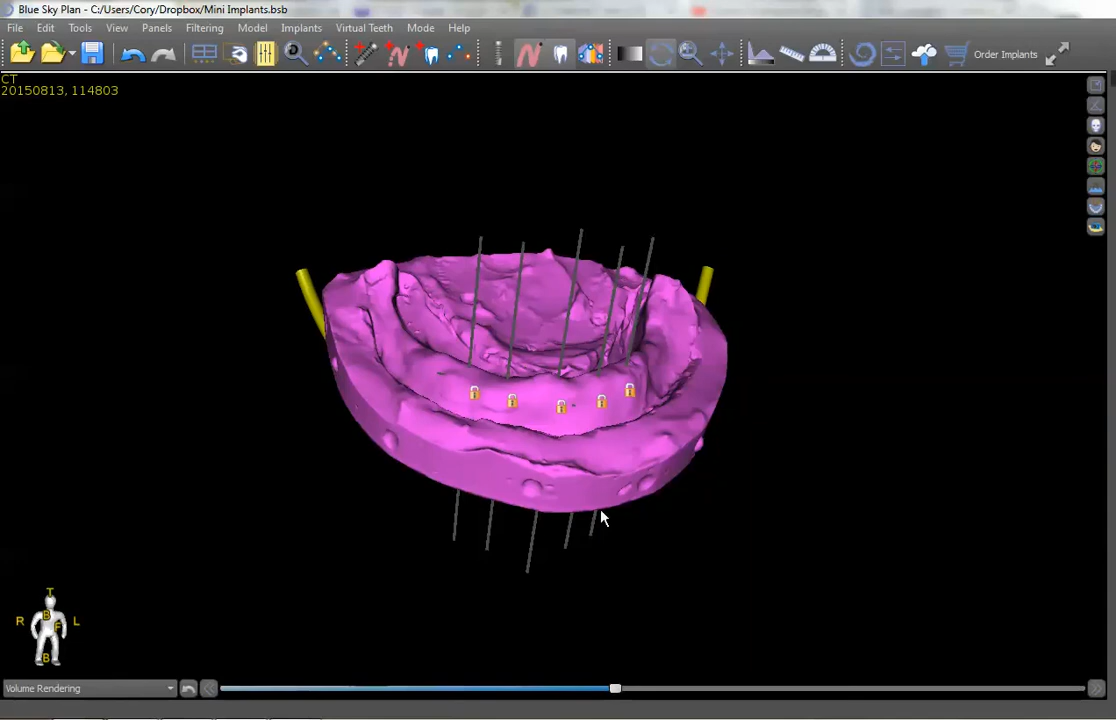 Blue Sky Plan - C:/Users/Cory/Dropbox/Mini Implants.bsb
File Edit Tools View Filtering Model Implants Panels Virtual Teeth Mode Help
Order Implants
CT
20150813, 114803
T
R B F L
B
Volume Rendering